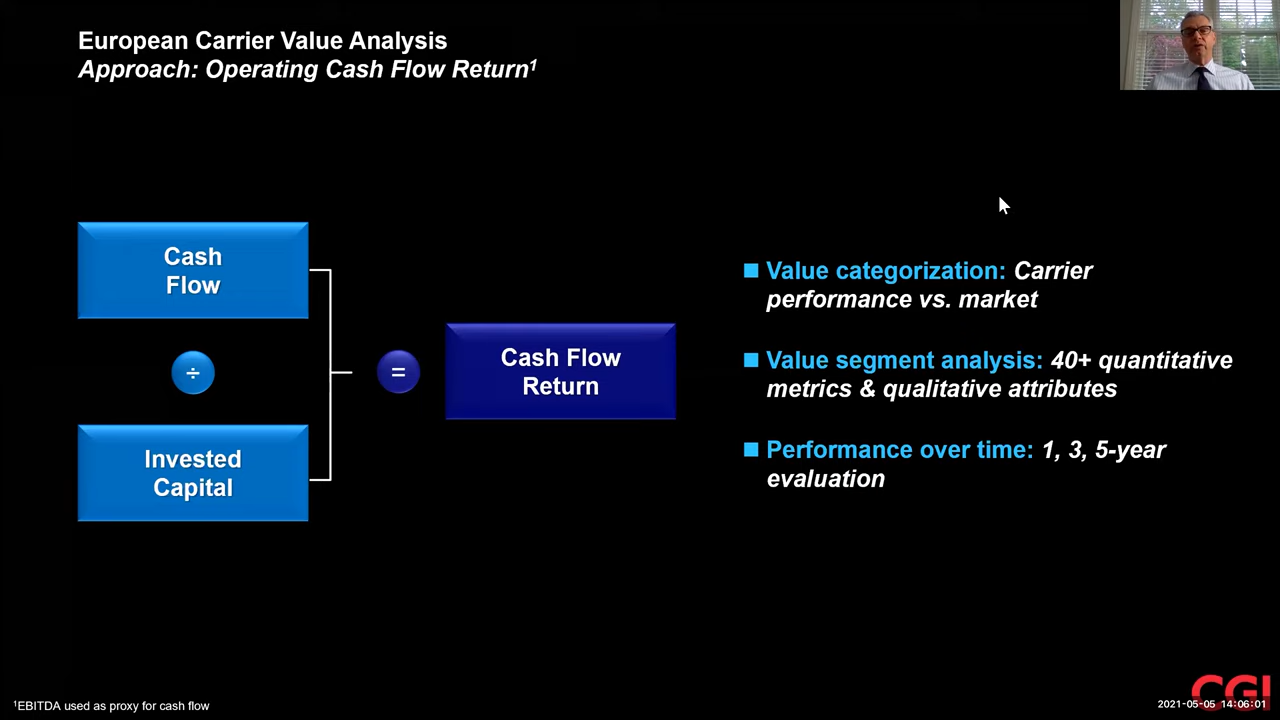 European Carrier Value Analysis
Approach: Operating Cash Flow Return¹
Cash
Flow
÷
Invested
Capital
=
Cash Flow
Return
Value categorization: Carrier
performance vs. market
Value segment analysis: 40+ quantitative
metrics & qualitative attributes
Performance over time: 1, 3, 5-year
evaluation
¹EBITDA used as proxy for cash flow
CGI
2021-05-05 14:06:01